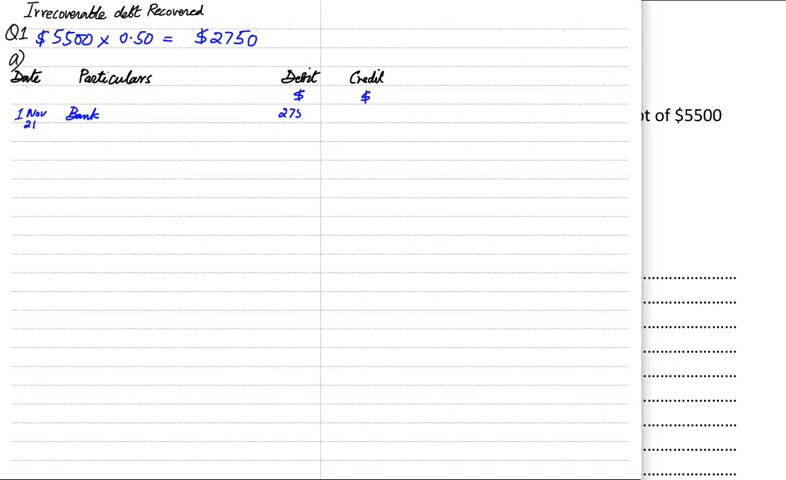 Irrecoverable debt Recovered
Q1 $5500 x 0.50 = $2750
a)
Date Particulars Debit Credit
$ $
1 Nov Bank 275
21
t of $5500